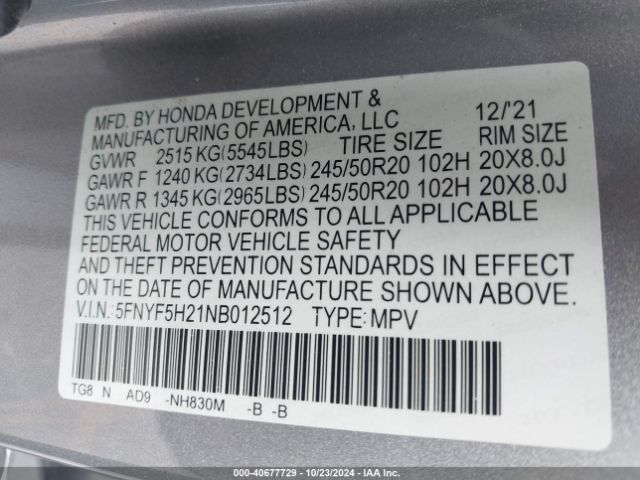 MFD. BY HONDA DEVELOPMENT &
MANUFACTURING OF AMERICA, LLC 12/'21
GVWR 2515 KG(5545LBS) TIRE SIZE RIM SIZE
GAWR F 1240 KG(2734LBS) 245/50R20 102H 20X8.0J
GAWR R 1345 KG(2965LBS) 245/50R20 102H 20X8.0J
THIS VEHICLE CONFORMS TO ALL APPLICABLE
FEDERAL MOTOR VEHICLE SAFETY
AND THEFT PREVENTION STANDARDS IN EFFECT
ON THE DATE OF MANUFACTURE SHOWN ABOVE.
V.I.N.:5FNYF5H21NB012512 TYPE:MPV
TG8 N AD9 -NH830M -B -B
000-40677729 - 10/23/2024 - IAA Inc.